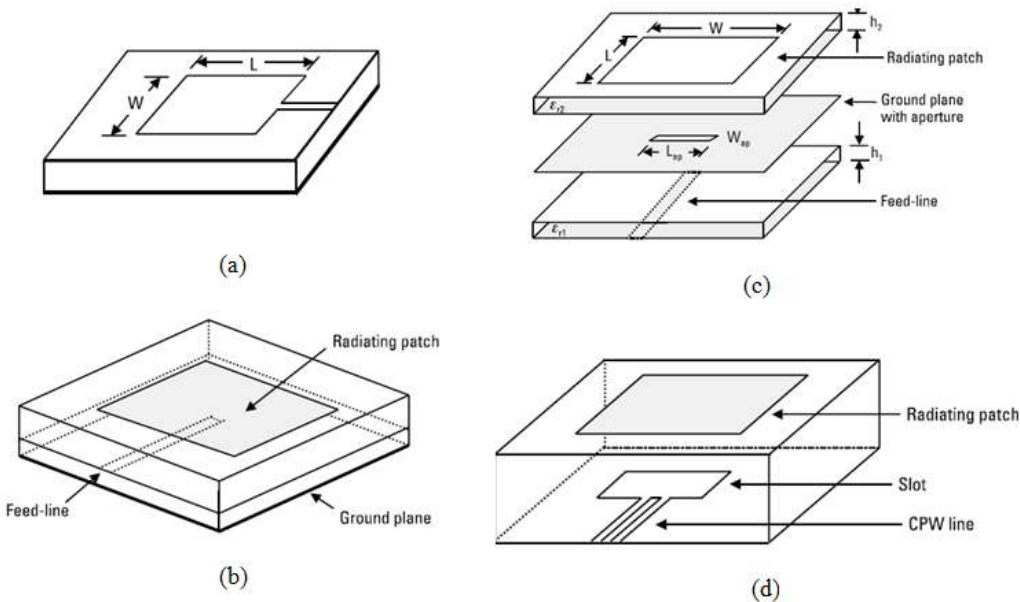 L
W
(a)
W
L
h₂
Radiating patch
εr2
Ground plane
with aperture
Wap
Lap
h₁
Feed-line
εr1
(c)
Radiating patch
Feed-line
Ground plane
(b)
Radiating patch
Slot
CPW line
(d)